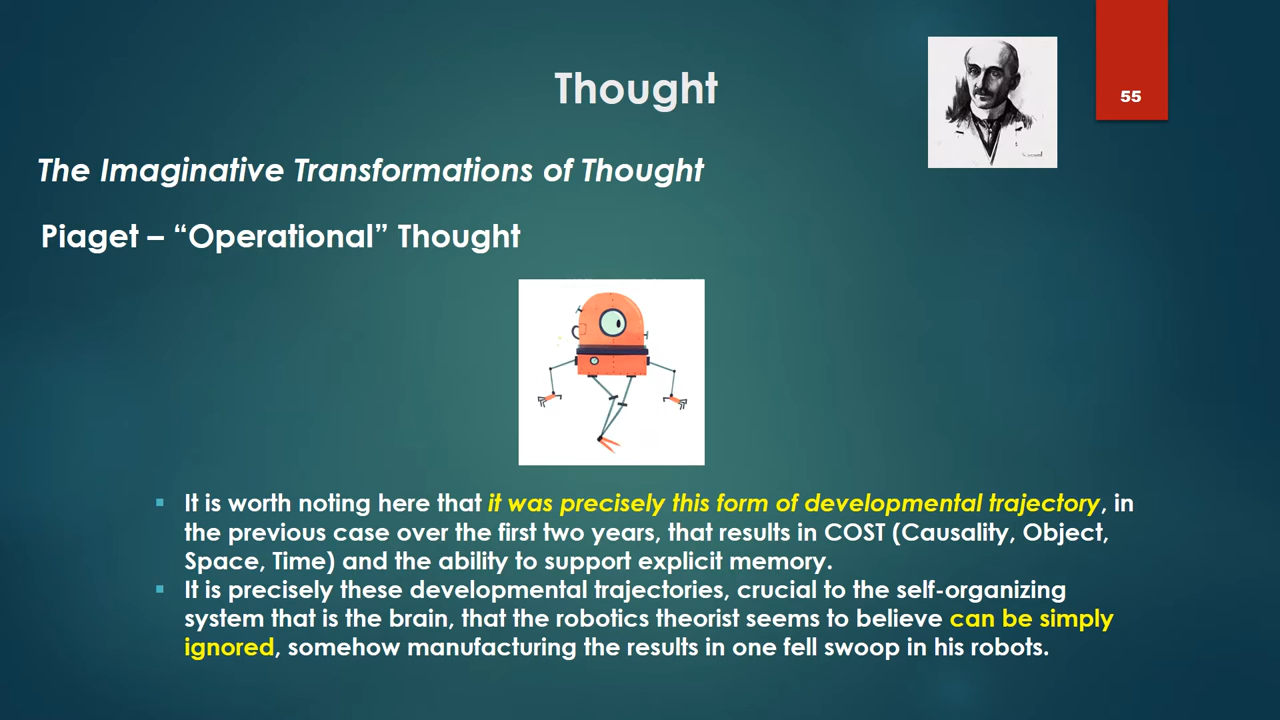 Thought
55
The Imaginative Transformations of Thought
Piaget – “Operational” Thought
It is worth noting here that it was precisely this form of developmental trajectory, in
the previous case over the first two years, that results in COST (Causality, Object,
Space, Time) and the ability to support explicit memory.
It is precisely these developmental trajectories, crucial to the self-organizing
system that is the brain, that the robotics theorist seems to believe can be simply
ignored, somehow manufacturing the results in one fell swoop in his robots.